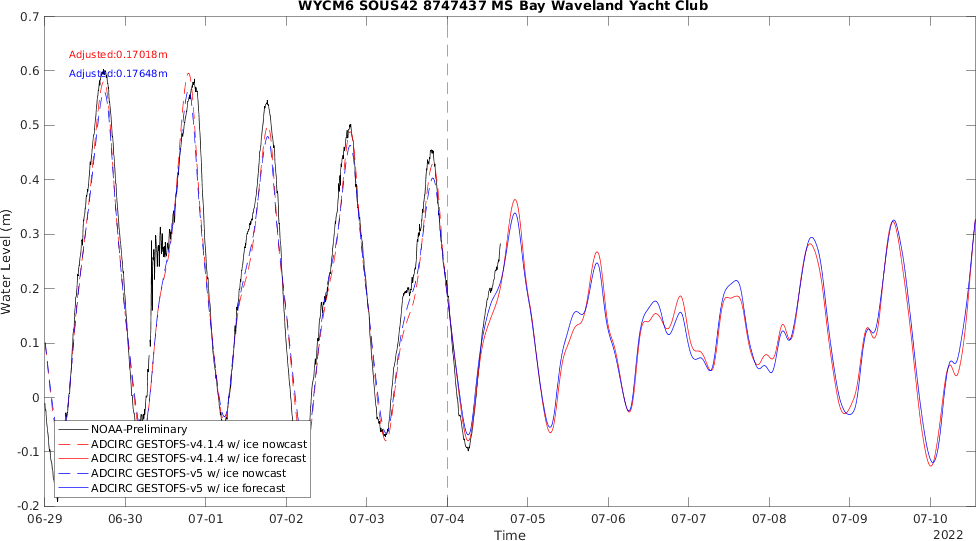 WYCM6 SOUS42 8747437 MS Bay Waveland Yacht Club
Adjusted:0.17018m
Adjusted:0.17648m
0.7
0.6
0.5
0.4
0.3
0.2
0.1
0
-0.1
-0.2
Water Level (m)
NOAA-Preliminary
ADCIRC GESTOFS-v4.1.4 w/ ice nowcast
ADCIRC GESTOFS-v4.1.4 w/ ice forecast
ADCIRC GESTOFS-v5 w/ ice nowcast
ADCIRC GESTOFS-v5 w/ ice forecast
06-29 06-30 07-01 07-02 07-03 07-04 07-05 07-06 07-07 07-08 07-09 07-10
Time
2022